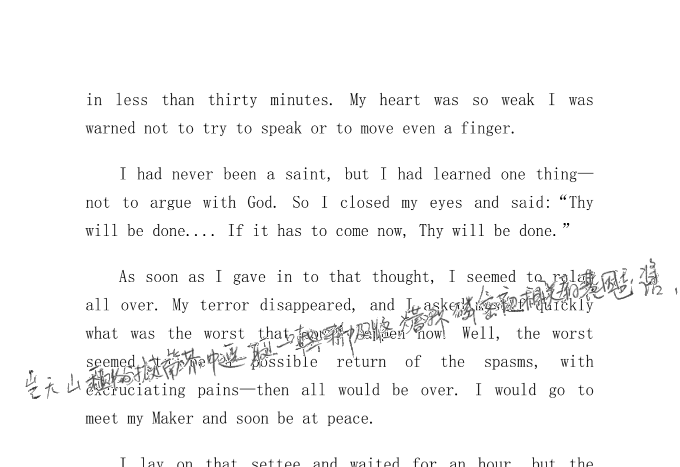 in less than thirty minutes. My heart was so weak I was
warned not to try to speak or to move even a finger.
I had never been a saint, but I had learned one thing—
not to argue with God. So I closed my eyes and said:“Thy
will be done.... If it has to come now, Thy will be done.”
As soon as I gave in to that thought, I seemed to relax
all over. My terror disappeared, and I asked quickly
what was the worst that happen now! Well, the worst
seemed possible return of the spasms, with
excruciating pains—then all would be over. I would go to
meet my Maker and soon be at peace.
I lay on that settee and waited for an hour, but the